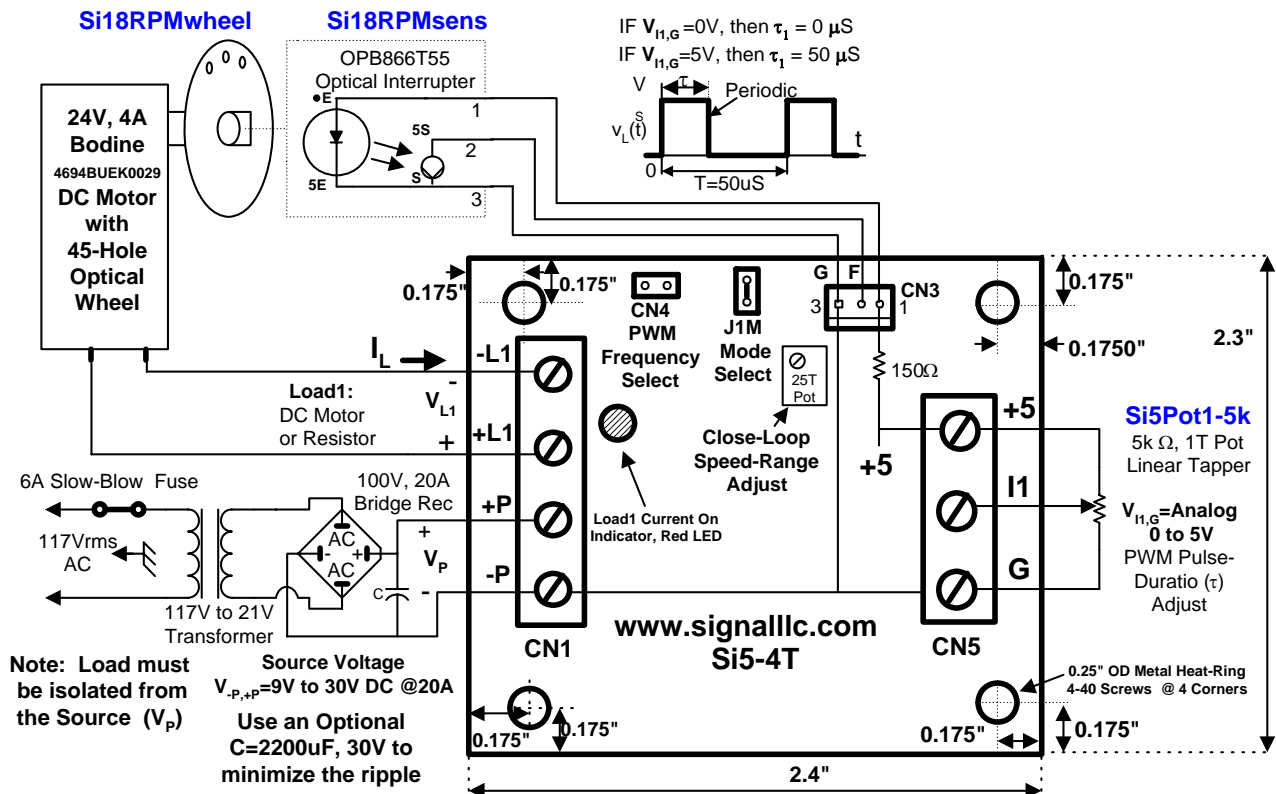 Si18RPMwheel
Si18RPMsens
OPB866T55
Optical Interrupter
E
5E
5S
S
1
2
3
IF V I1,G =0V, then τ1 = 0 μS
IF V I1,G =5V, then τ1 = 50 μS
V
τ
Periodic
S
vL(t)
t
0
T=50uS
24V, 4A
Bodine
4694BUEK0029
DC Motor
with
45-Hole
Optical
Wheel
0.175"
0.175"
CN4
PWM
Frequency
Select
J1M
Mode
Select
G
F
3
1
CN3
0.175"
0.1750"
2.3"
25T
Pot
150Ω
+5
Close-Loop
Speed-Range
Adjust
IL
-L1
-
VL1
+
+L1
Load1:
DC Motor
or Resistor
Load1 Current On
Indicator, Red LED
+5
I1
G
Si5Pot1-5k
5k Ω, 1T Pot
Linear Tapper
VI1,G=Analog
0 to 5V
PWM Pulse-
Duratio (τ)
Adjust
6A Slow-Blow Fuse
117Vrms
AC
117V to 21V
Transformer
100V, 20A
Bridge Rec
AC
-
+
AC
C
+
VP
-
+P
-P
CN1
www.signalllc.com
Si5-4T
CN5
Note: Load must
be isolated from
the Source (VP)
Source Voltage
V-P,+P=9V to 30V DC @20A
Use an Optional
C=2200uF, 30V to
minimize the ripple
0.175"
0.175"
0.25" OD Metal Heat-Ring
4-40 Screws @ 4 Corners
0.175"
0.175"
2.4"